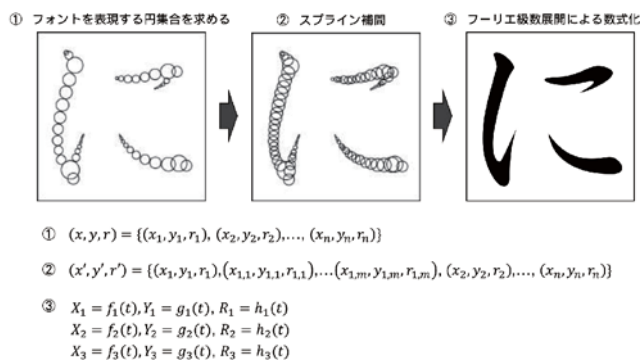 ① フォントを表現する円集合を求める
② スプライン補間
③ フーリエ級数展開による数式化
に
① (x, y, r) = {(x₁, y₁, r₁), (x₂, y₂, r₂),…, (xₙ, yₙ, rₙ)}
② (x′, y′, r′) = {(x₁, y₁, r₁), (x₁,₁, y₁,₁, r₁,₁),…(x₁,ₘ, y₁,ₘ, r₁,ₘ), (x₂, y₂, r₂),…, (xₙ, yₙ, rₙ)}
③ X₁ = f₁(t), Y₁ = g₁(t), R₁ = h₁(t)
X₂ = f₂(t), Y₂ = g₂(t), R₂ = h₂(t)
X₃ = f₃(t), Y₃ = g₃(t), R₃ = h₃(t)